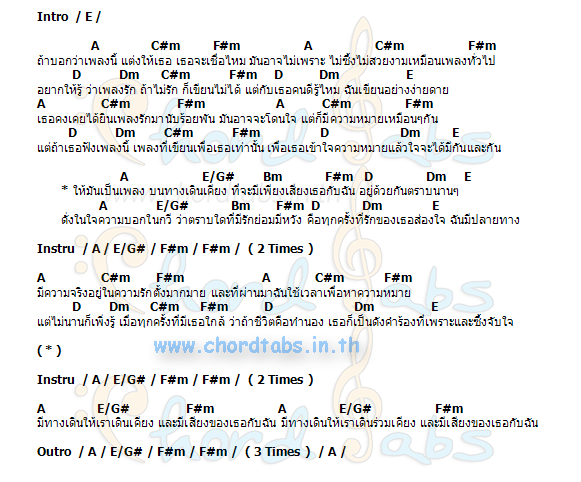 Intro / E /
A C#m F#m A C#m F#m
ถ้าบอกว่าเพลงนี้ แต่งให้เธอ เธอจะเชื่อไหม มันอาจไม่เพราะ ไม่ซึ้งไม่สวยงามเหมือนเพลงทั่วไป
D Dm C#m F#m D Dm E
อยากให้รู้ ว่าเพลงรัก ถ้าไม่รัก ก็เขียนไม่ได้ แต่กับเธอคนดีรู้ไหม ฉันเขียนอย่างง่ายดาย
A C#m F#m A C#m F#m
เธอคงเคยได้ยินเพลงรักมานับร้อยพัน มันอาจจะโดนใจ แต่ก็มีความหมายเหมือนๆกัน
D Dm C#m F#m D Dm E
แต่ถ้าเธอฟังเพลงนี้ เพลงที่เขียนเพื่อเธอเท่านั้น เพื่อเธอเข้าใจความหมายแล้วใจจะได้มีกันและกัน
A E/G# Bm F#m D Dm E
* ให้มันเป็นเพลง บนทางเดินเคียง ที่จะมีเพียงเสียงเธอกับฉัน อยู่ด้วยกันตราบนานๆ
A E/G# Bm F#m D Dm E
ดั่งในใจความบอกในกวี ว่าตราบใดที่มีรักย่อมมีหวัง คือทุกครั้งที่รักของเธอส่องใจ ฉันมีปลายทาง
Instru / A / E/G# / F#m / F#m / ( 2 Times )
A C#m F#m A C#m F#m
มีความจริงอยู่ในความรักตั้งมากมาย และที่ผ่านมาฉันใช้เวลาเพื่อหาความหมาย
D Dm C#m F#m D Dm E
แต่ไม่นานก็เพิ่งรู้ เมื่อทุกครั้งที่มีเธอใกล้ ว่าถ้าชีวิตคือทำนอง เธอก็เป็นดังคำร้องที่เพราะและซึ้งจับใจ
( * )
www.chordtabs.in.th
Instru / A / E/G# / F#m / F#m / ( 2 Times )
A E/G# F#m A E/G# F#m
มีทางเดินให้เราเดินเคียง และมีเสียงของเธอกับฉัน มีทางเดินให้เราเดินร่วมเคียง และมีเสียงของเธอกับฉัน
Outro / A / E/G# / F#m / F#m / ( 3 Times ) / A /